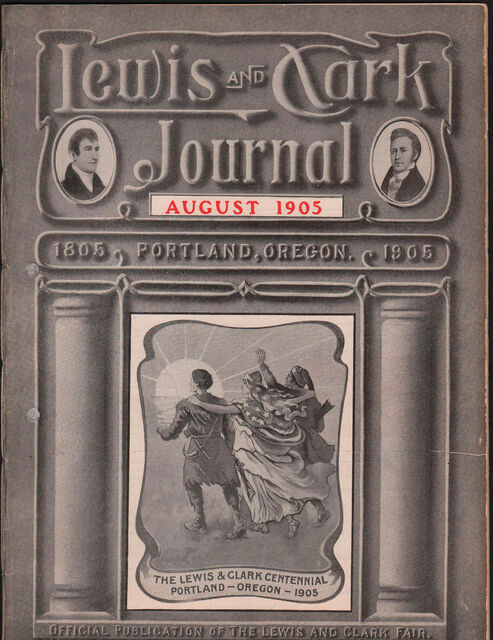 Lewis AND Clark
Journal
AUGUST 1905
1805, PORTLAND, OREGON. 1905
THE LEWIS & CLARK CENTENNIAL
PORTLAND – OREGON – 1905
OFFICIAL PUBLICATION OF THE LEWIS AND CLARK FAIR.